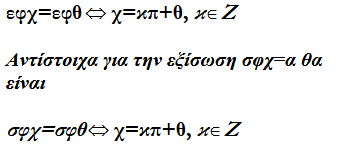 εφχ=εφθ⇔ χ=κπ+θ, ϰ∈Z
Αντίστοιχα για την εξίσωση σφχ=α θα
είναι
σφχ=σφθ⇔ χ=κπ+θ, ϰ∈Z